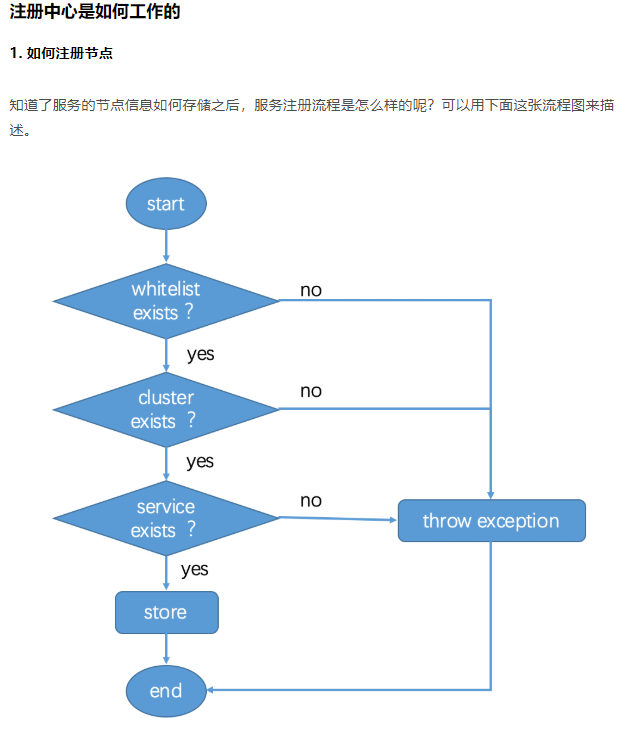 注册中心是如何工作的
1. 如何注册节点
知道了服务的节点信息如何存储之后，服务注册流程是怎么样的呢？可以用下面这张流程图来描
述。
start
whitelist
exists ？
no
yes
cluster
exists ？
no
yes
service
exists ？
no
throw exception
yes
store
end